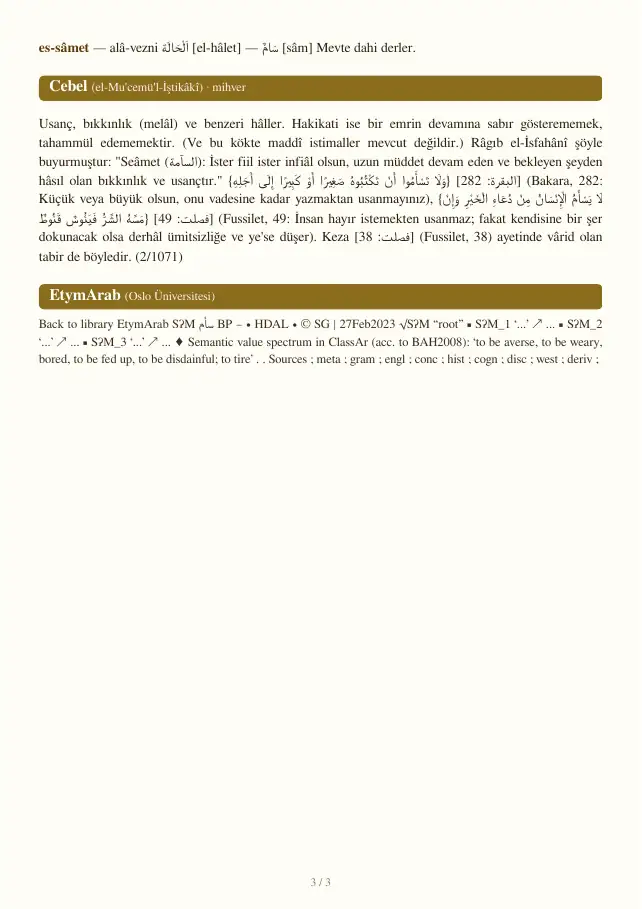 es-sâmet — alâ-vezni اَلْحَالَةُ [el-hâlet] — سَامٌ [sâm] Mevte dahi derler.
Cebel (el-Mu'cemü'l-İştikâkî) · mihver
Usanç, bıkkınlık (melâl) ve benzeri hâller. Hakikati ise bir emrin devamına sabır gösterememek,
tahammül edememektir. (Ve bu kökte maddî istimaller mevcut değildir.) Râgıb el-İsfahânî şöyle
buyurmuştur: "Seâmet (السآمة): İster fiil ister infiâl olsun, uzun müddet devam eden ve bekleyen şeyden
hâsıl olan bıkkınlık ve usançtır." {وَلَا تَسْأَمُوا أَنْ تَكْتُبُوهُ صَغِيرًا أَوْ كَبِيرًا إِلَى أَجَلِهِ} [البقرة: 282] (Bakara, 282:
Küçük veya büyük olsun, onu vadesine kadar yazmaktan usanmayınız), {لَا يَسْأَمُ الْإِنْسَانُ مِنْ دُعَاءِ الْخَيْرِ وَإِنْ
مَسَّهُ الشَّرُّ فَيَئُوسٌ قَنُوطٌ} [فصلت: 49] (Fussilet, 49: İnsan hayır istemekten usanmaz; fakat kendisine bir şer
dokunacak olsa derhâl ümitsizliğe ve ye'se düşer). Keza [فصلت: 38] (Fussilet, 38) ayetinde vârid olan
tabir de böyledir. (2/1071)
EtymArab (Oslo Üniversitesi)
Back to library EtymArab SʔM سأم BP – • HDAL • © SG | 27Feb2023 √SʔM “root” ▪ SʔM_1 ‘...’ ↗ ... ▪ SʔM_2
‘...’ ↗ ... ▪ SʔM_3 ‘...’ ↗ ... ♦ Semantic value spectrum in ClassAr (acc. to BAH2008): ‘to be averse, to be weary,
bored, to be fed up, to be disdainful; to tire’ . . Sources ; meta ; gram ; engl ; conc ; hist ; cogn ; disc ; west ; deriv ;
3 / 3